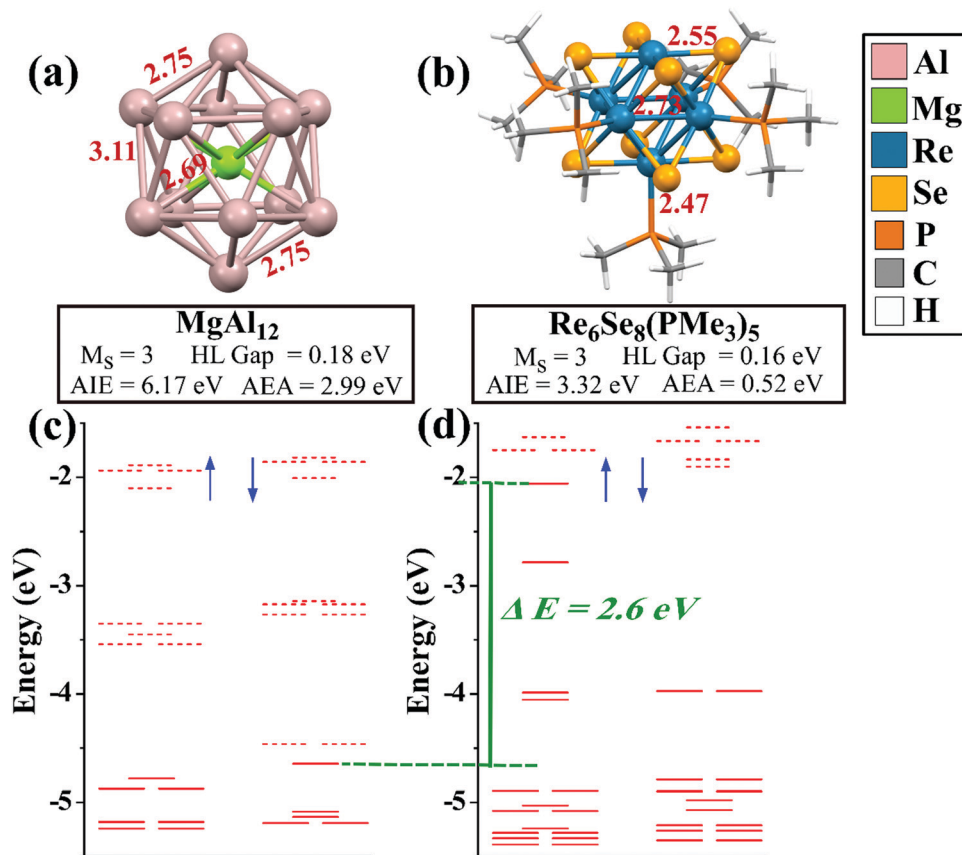 (a)
2.75
3.11
2.69
2.75
(b)
2.55
2.73
2.47
Al
Mg
Re
Se
P
C
H
MgAl₁₂
M_S = 3 HL Gap = 0.18 eV
AIE = 6.17 eV AEA = 2.99 eV
Re₆Se₈(PMe₃)₅
M_S = 3 HL Gap = 0.16 eV
AIE = 3.32 eV AEA = 0.52 eV
(c)
Energy (eV)
-2
-3
-4
-5
(d)
Energy (eV)
-2
-3
-4
-5
Δ E = 2.6 eV